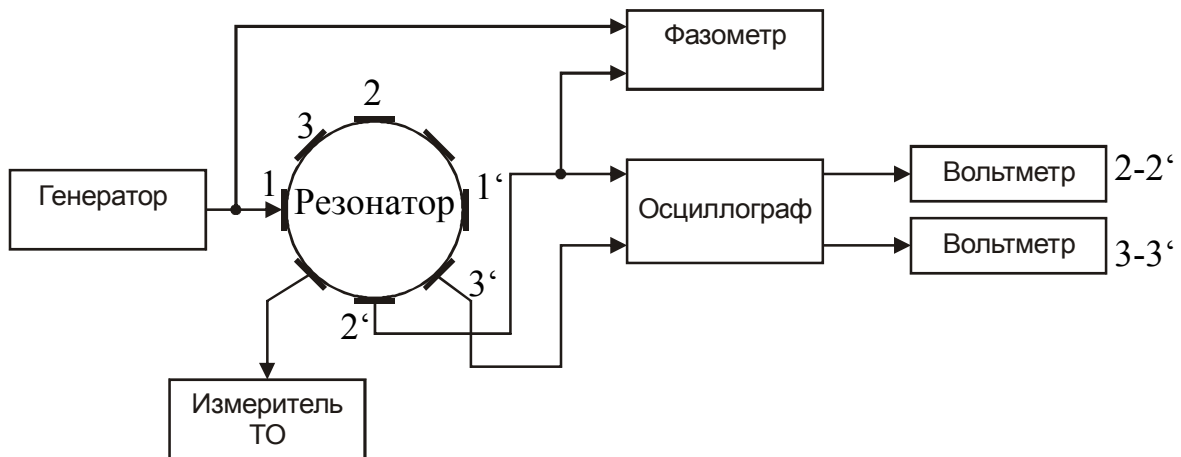 Фазометр
2
3
Генератор
1
Резонатор
1‘
Осциллограф
Вольтметр
2-2‘
Вольтметр
3-3‘
3‘
2‘
Измеритель
ТО